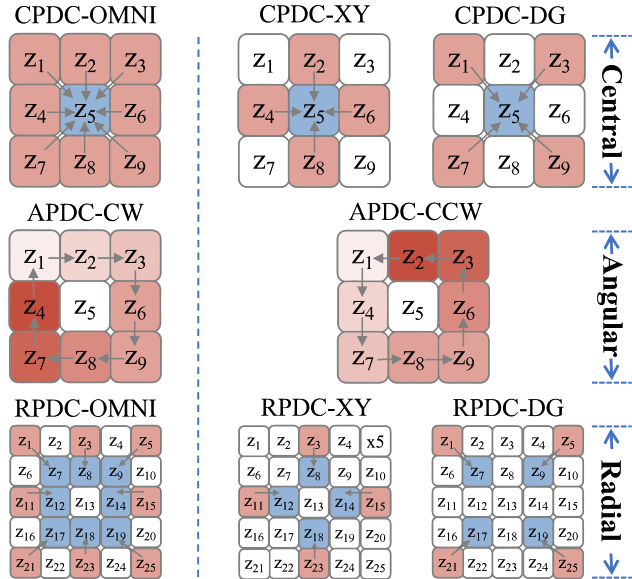 CPDC-OMNI CPDC-XY CPDC-DG
z1 z2 z3 z1 z2 z3 z1 z2 z3
z4 z5 z6 z4 z5 z6 z4 z5 z6
z7 z8 z9 z7 z8 z9 z7 z8 z9
Central
APDC-CW APDC-CCW
z1 z2 z3 z1 z2 z3
z4 z5 z6 z4 z5 z6
z7 z8 z9 z7 z8 z9
Angular
RPDC-OMNI RPDC-XY RPDC-DG
z1 z2 z3 z4 z5 z1 z2 z3 z4 x5 z1 z2 z3 z4 z5
z6 z7 z8 z9 z10 z6 z7 z8 z9 z10 z6 z7 z8 z9 z10
z11 z12 z13 z14 z15 z11 z12 z13 z14 z15 z11 z12 z13 z14 z15
z16 z17 z18 z19 z20 z16 z17 z18 z19 z20 z16 z17 z18 z19 z20
z21 z22 z23 z24 z25 z21 z22 z23 z24 z25 z21 z22 z23 z24 z25
Radial